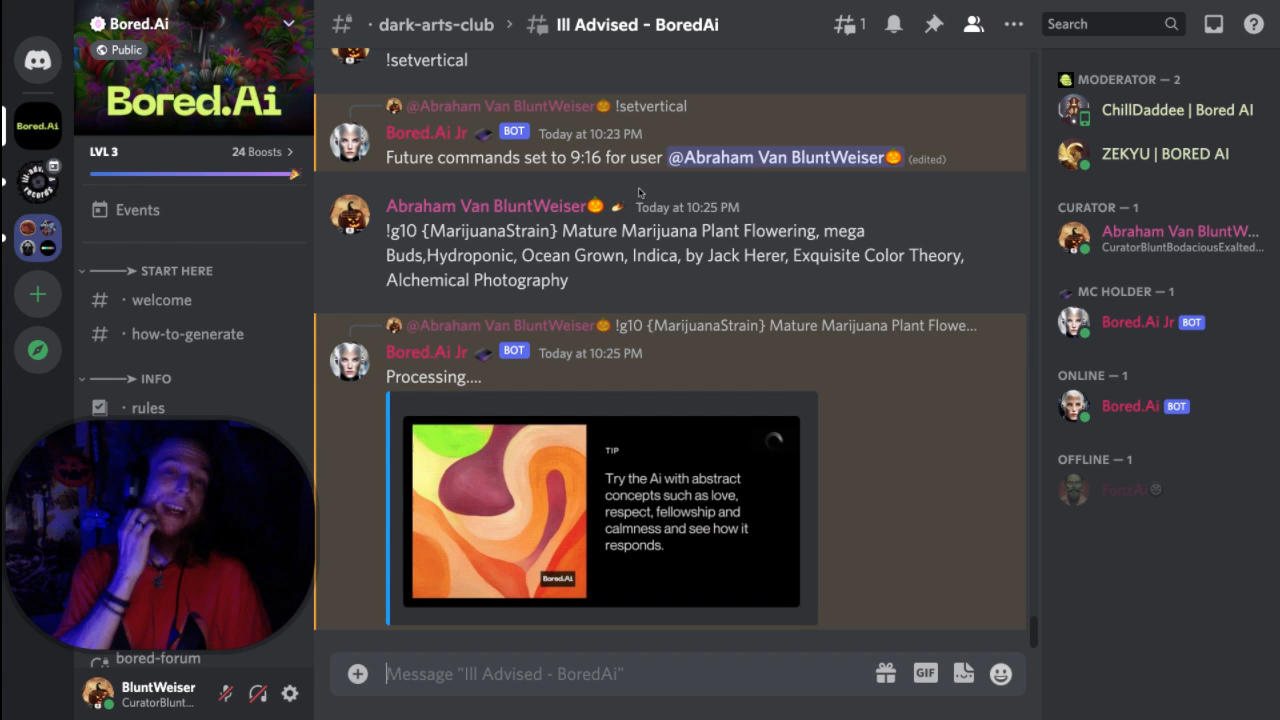 Bored.Ai
Public
Bored.Ai
LVL 3
24 Boosts
Events
START HERE
welcome
how-to-generate
INFO
rules
bored-forum
BluntWeiser
CuratorBlunt...
Bored.Ai
dark-arts-club
Ill Advised - BoredAi
1
Search
!setvertical
@Abraham Van BluntWeiser🎃 !setvertical
Bored.Ai Jr BOT Today at 10:23 PM
Future commands set to 9:16 for user @Abraham Van BluntWeiser🎃 (edited)
Abraham Van BluntWeiser🎃 Today at 10:25 PM
!g10 {MarijuanaStrain} Mature Marijuana Plant Flowering, mega
Buds,Hydroponic, Ocean Grown, Indica, by Jack Herer, Exquisite Color Theory,
Alchemical Photography
@Abraham Van BluntWeiser🎃 !g10 {MarijuanaStrain} Mature Marijuana Plant Flowe...
Bored.Ai Jr BOT Today at 10:25 PM
Processing....
TIP
Try the Ai with abstract
concepts such as love,
respect, fellowship and
calmness and see how it
responds.
Bored.Ai
Message "Ill Advised - BoredAi"
GIF
MODERATOR — 2
ChillDaddee | Bored AI
ZEKYU | BORED AI
CURATOR — 1
Abraham Van BluntW...
CuratorBluntBodaciousExalted...
MC HOLDER — 1
Bored.Ai Jr BOT
ONLINE — 1
Bored.Ai BOT
OFFLINE — 1
FonzAi